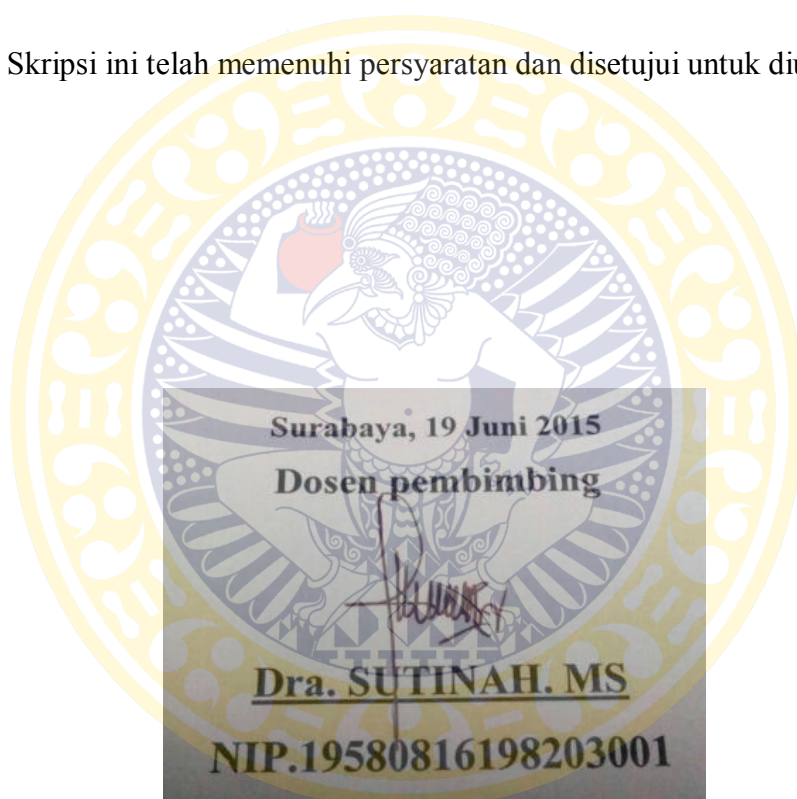 Skripsi ini telah memenuhi persyaratan dan disetujui untuk diu
Surabaya, 19 Juni 2015
Dosen pembimbing
Dra. SUTINAH. MS
NIP.19580816198203001